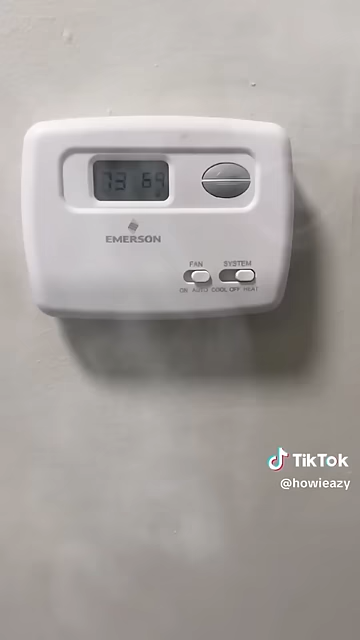 73 69
EMERSON
FAN SYSTEM
ON AUTO COOL OFF HEAT
TikTok
@howieazy